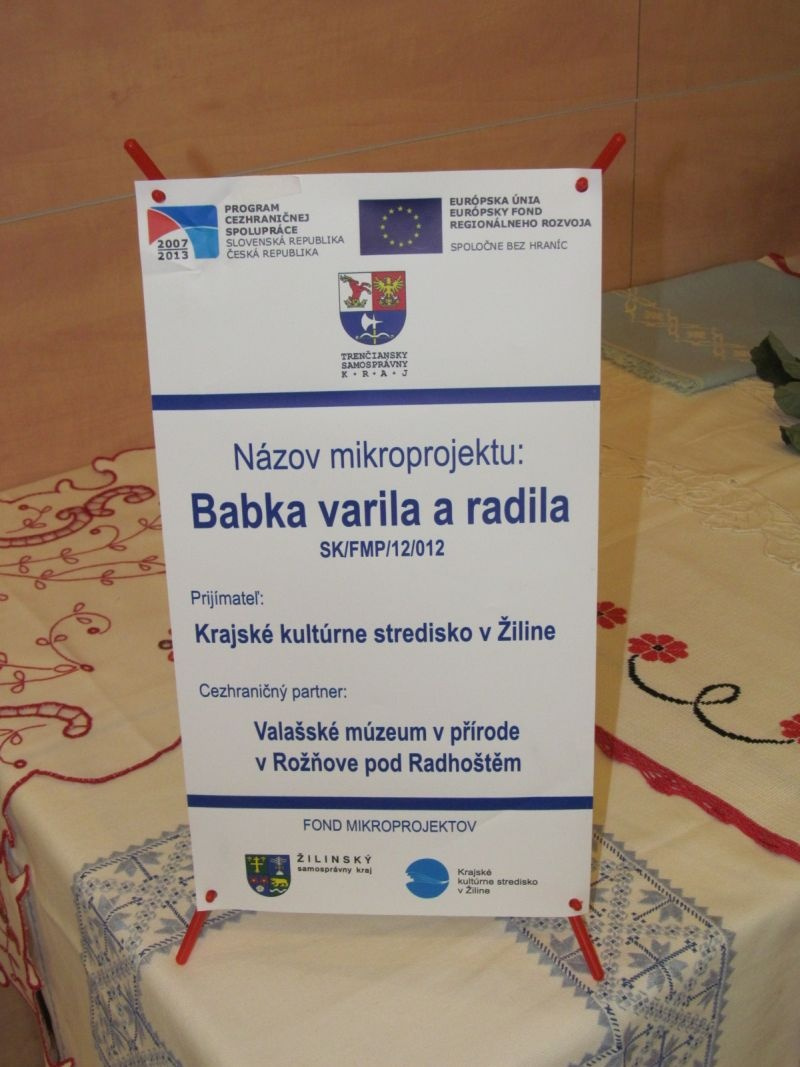 PROGRAM
CEZHRANIČNEJ
SPOLUPRÁCE
SLOVENSKÁ REPUBLIKA
ČESKÁ REPUBLIKA
2007
2013
EURÓPSKA ÚNIA
EURÓPSKY FOND
REGIONÁLNEHO ROZVOJA
SPOLOČNE BEZ HRANÍC
TRENČIANSKY
SAMOSPRÁVNY
K·R·A·J
Názov mikroprojektu:
Babka varila a radila
SK/FMP/12/012
Prijímateľ:
Krajské kultúrne stredisko v Žiline
Cezhraničný partner:
Valašské múzeum v přírode
v Rožňove pod Radhoštěm
FOND MIKROPROJEKTOV
ŽILINSKÝ
samosprávny kraj
Krajské
kultúrne stredisko
v Žiline